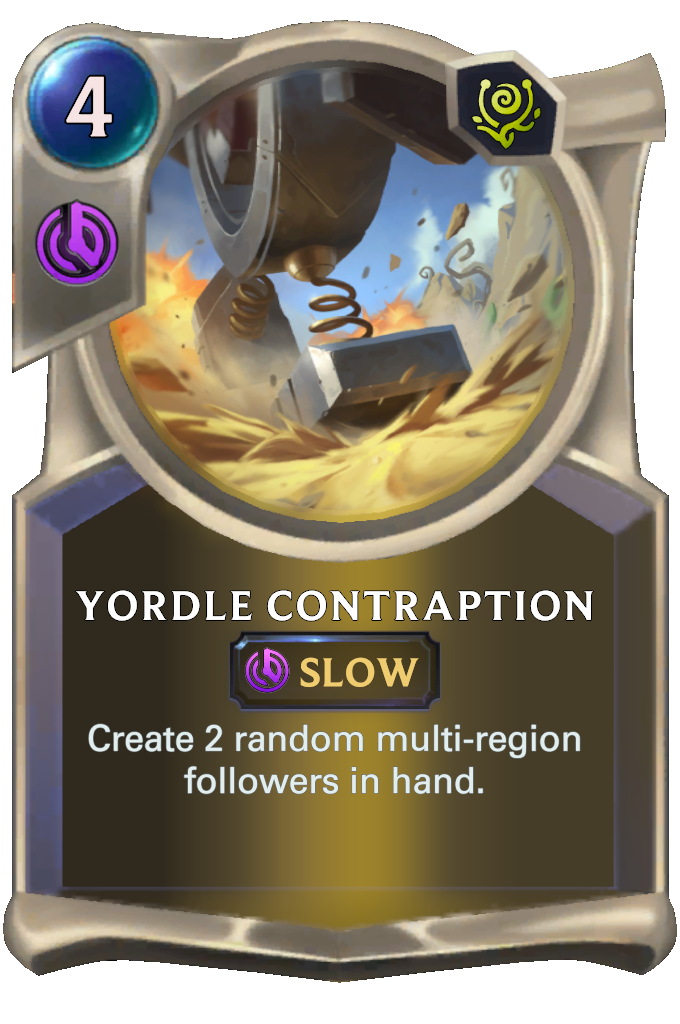 4
YORDLE CONTRAPTION
SLOW
Create 2 random multi-region
followers in hand.